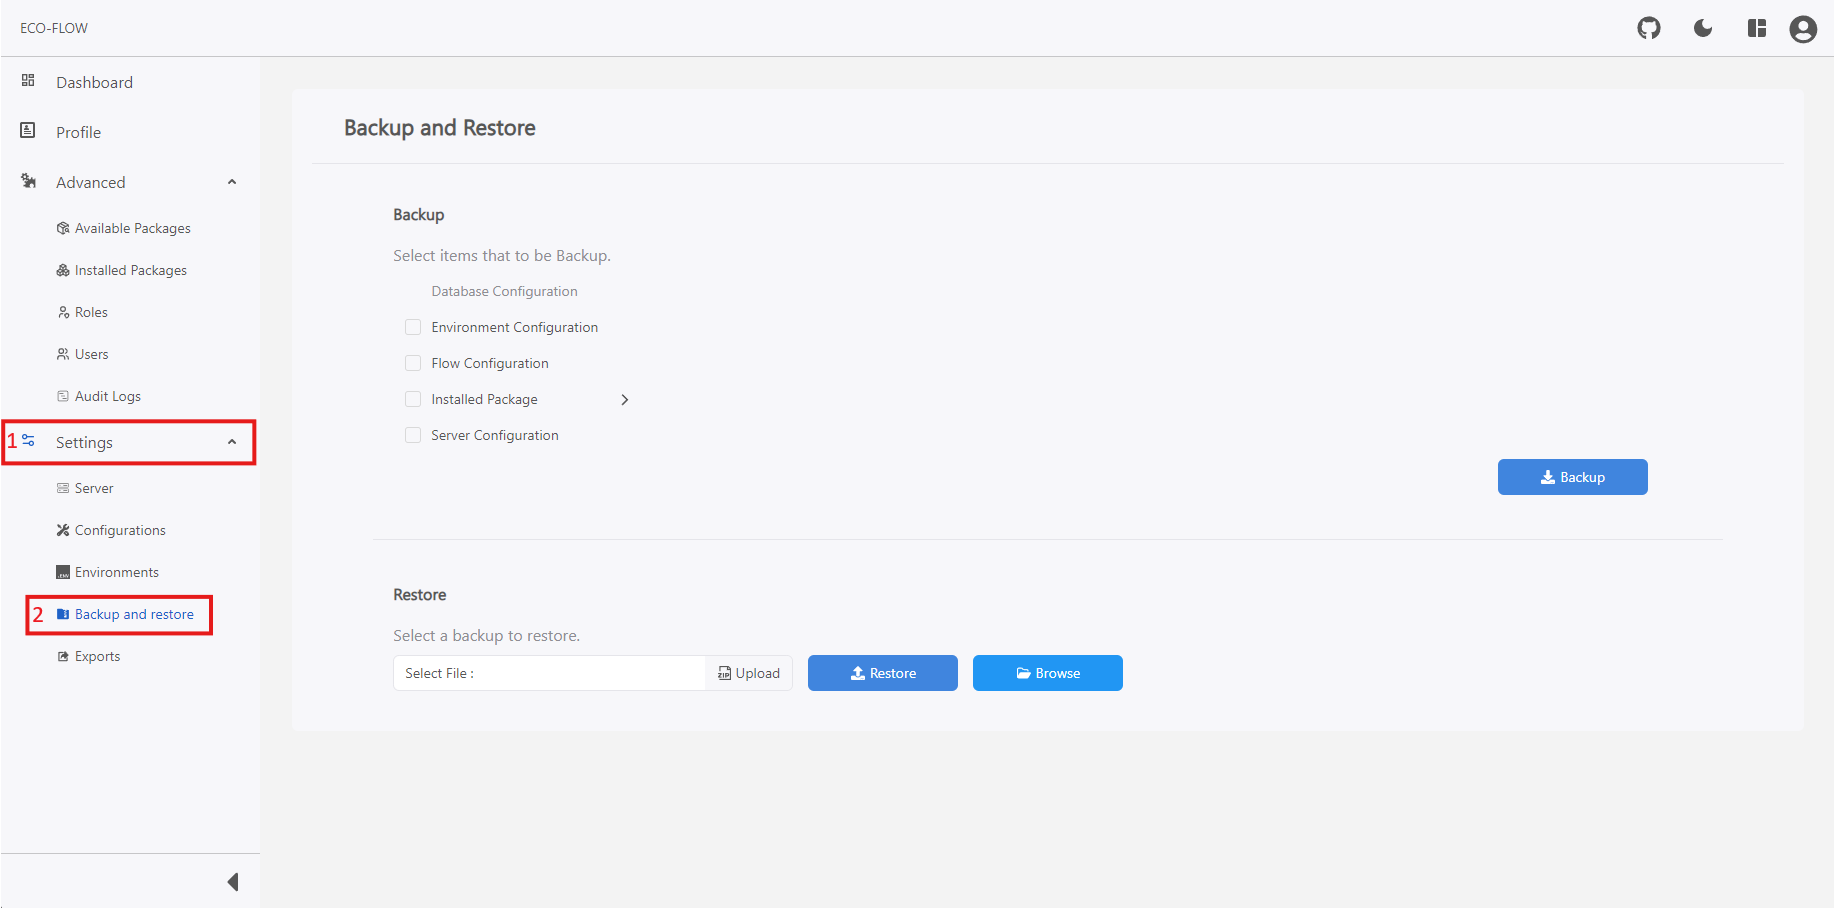 ECO-FLOW
Dashboard
Profile
Advanced
Available Packages
Installed Packages
Roles
Users
Audit Logs
1 Settings
Server
Configurations
.ENV Environments
2 Backup and restore
Exports
Backup and Restore
Backup
Select items that to be Backup.
Database Configuration
Environment Configuration
Flow Configuration
Installed Package
Server Configuration
Backup
Restore
Select a backup to restore.
Select File : ZIP Upload Restore Browse